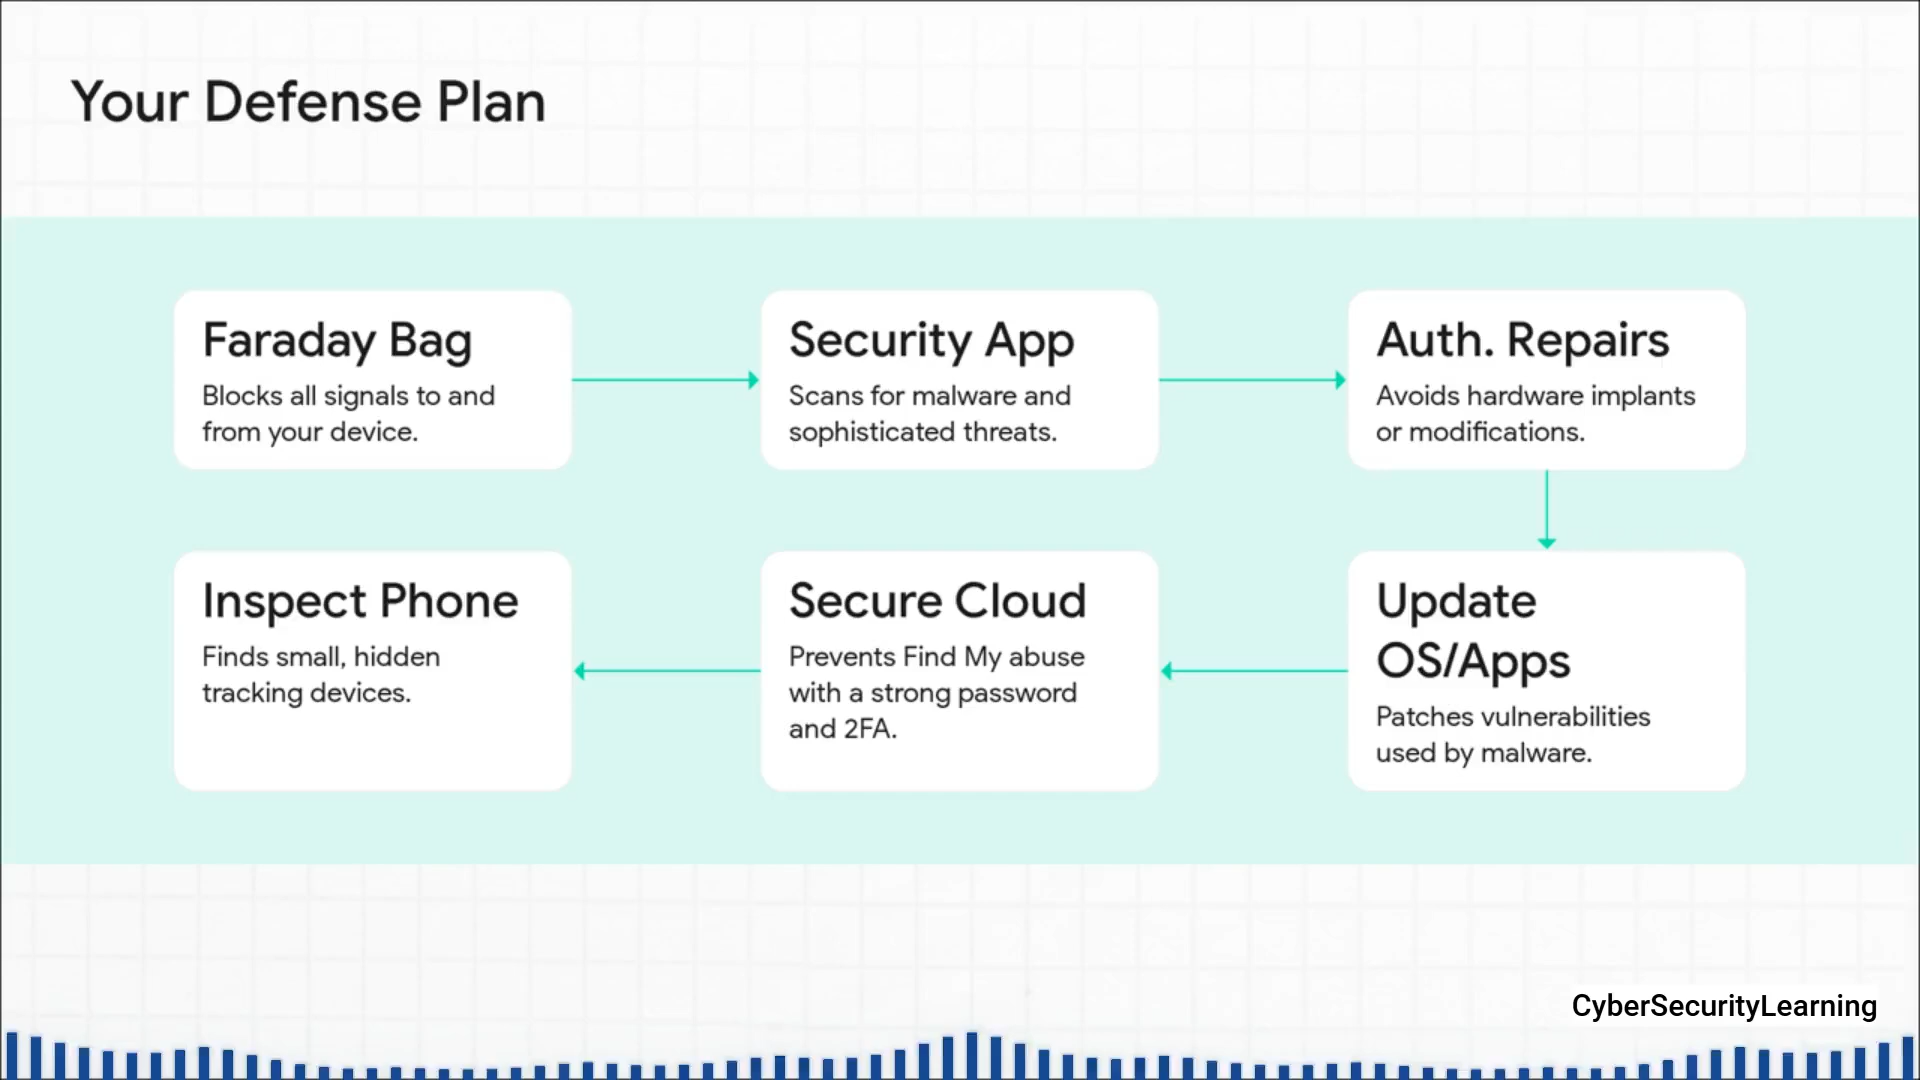 Your Defense Plan
Faraday Bag
Blocks all signals to and
from your device.
Security App
Scans for malware and
sophisticated threats.
Auth. Repairs
Avoids hardware implants
or modifications.
Update
OS/Apps
Patches vulnerabilities
used by malware.
Secure Cloud
Prevents Find My abuse
with a strong password
and 2FA.
Inspect Phone
Finds small, hidden
tracking devices.
CyberSecurityLearning